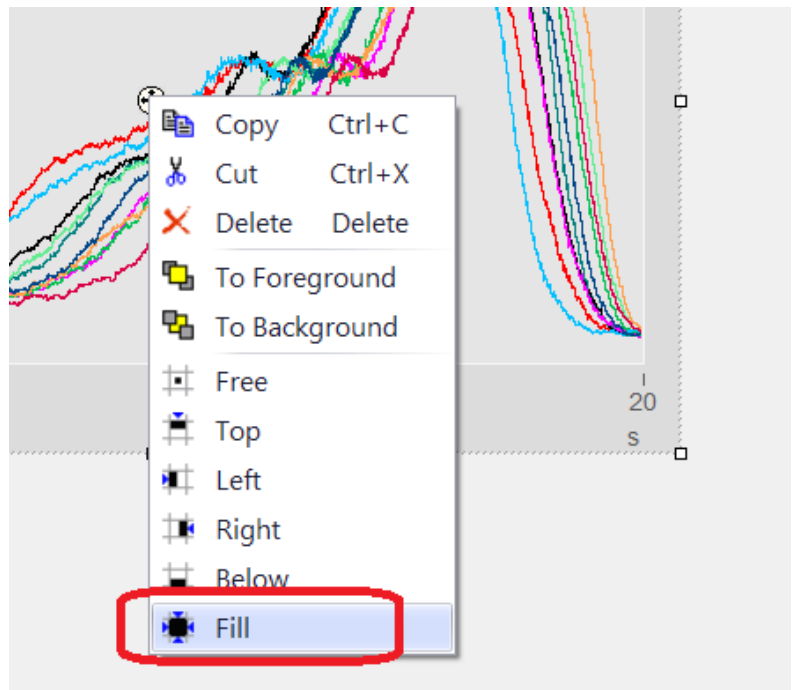 Copy Ctrl+C
Cut Ctrl+X
Delete Delete
To Foreground
To Background
Free
20
Top
s
Left
Right
Below
Fill